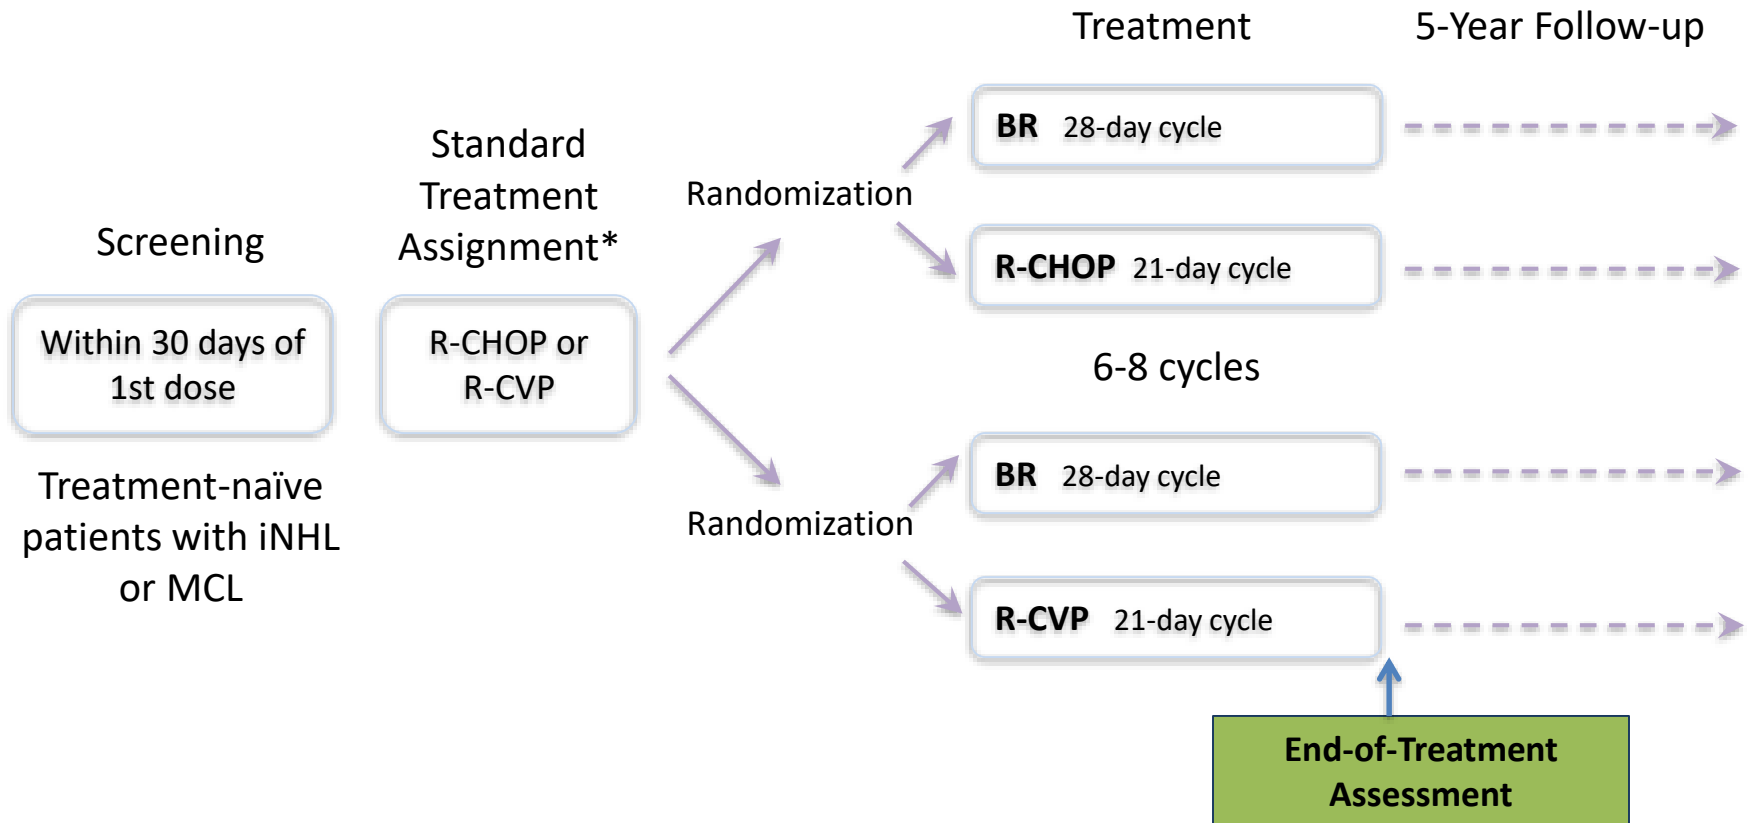 Treatment
5-Year Follow-up
Screening
Within 30 days of
1st dose
Treatment-naïve
patients with iNHL
or MCL
Standard
Treatment
Assignment*
R-CHOP or
R-CVP
Randomization
BR 28-day cycle
R-CHOP 21-day cycle
6-8 cycles
Randomization
BR 28-day cycle
R-CVP 21-day cycle
End-of-Treatment
Assessment